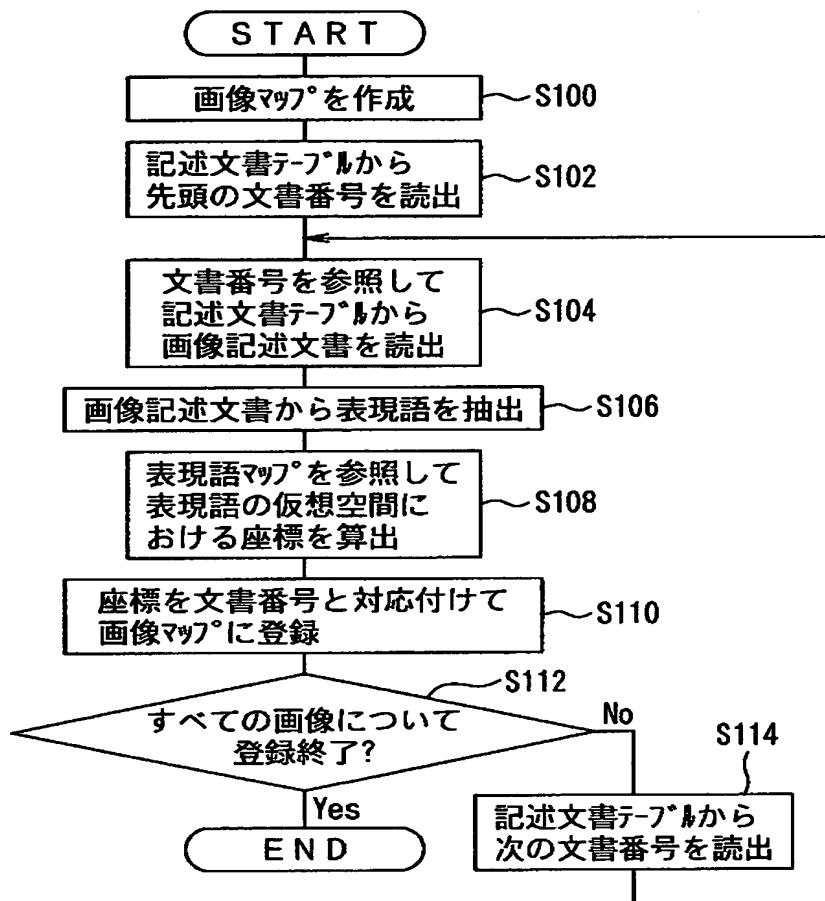 START
画像ﾏｯﾌﾟを作成
S100
記述文書ﾃｰﾌﾞﾙから
先頭の文書番号を読出
S102
文書番号を参照して
記述文書ﾃｰﾌﾞﾙから
画像記述文書を読出
S104
画像記述文書から表現語を抽出
S106
表現語ﾏｯﾌﾟを参照して
表現語の仮想空間に
おける座標を算出
S108
座標を文書番号と対応付けて
画像ﾏｯﾌﾟに登録
S110
S112
すべての画像について
登録終了?
No
Yes
S114
記述文書ﾃｰﾌﾞﾙから
次の文書番号を読出
END